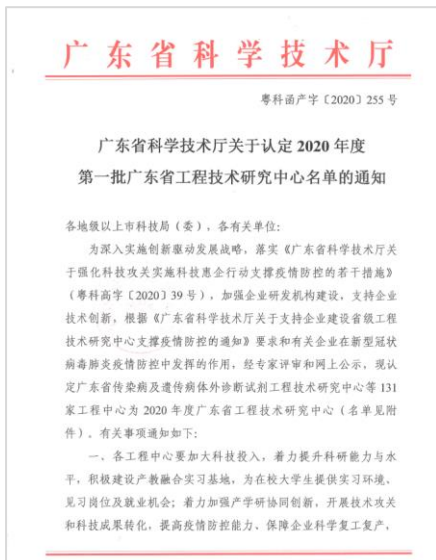 广东省科学技术厅
粤科函产字〔2020〕255 号
广东省科学技术厅关于认定 2020 年度
第一批广东省工程技术研究中心名单的通知
各地级以上市科技局（委），各有关单位：
为深入实施创新驱动发展战略，落实《广东省科学技术厅关
于强化科技攻关实施科技惠企行动支撑疫情防控的若干措施》
（粤科高字〔2020〕39 号），加强企业研发机构建设，支持企业
技术创新，根据《广东省科学技术厅关于支持企业建设省级工程
技术研究中心支撑疫情防控的通知》要求和有关企业在新型冠状
病毒肺炎疫情防控中发挥的作用，经专家评审和网上公示，现认
定广东省传染病及遗传病体外诊断试剂工程技术研究中心等 131
家工程中心为 2020 年度广东省工程技术研究中心（名单见附
件）。有关事项通知如下：
一、各工程中心要加大科技投入，着力提升科研能力与水
平，积极建设产教融合实习基地，为在校大学生提供实习环境、
见习岗位及就业机会；着力加强产学研协同创新，开展技术攻关
和科技成果转化，提高疫情防控能力、保障企业科学复工复产，